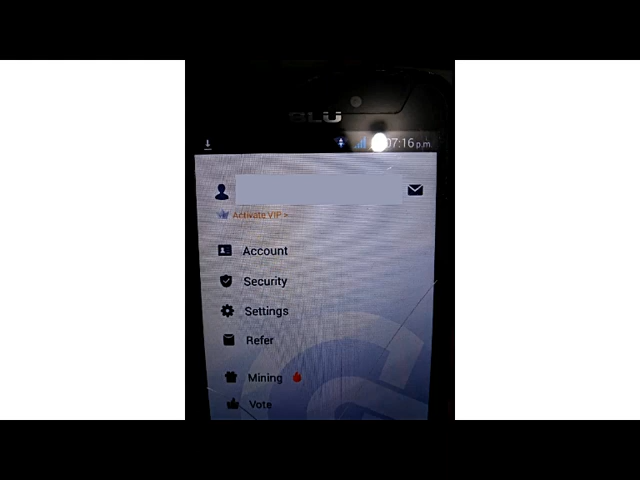 BLU
07:16 p.m.
Activate VIP >
Account
Security
Settings
Refer
Mining
Vote